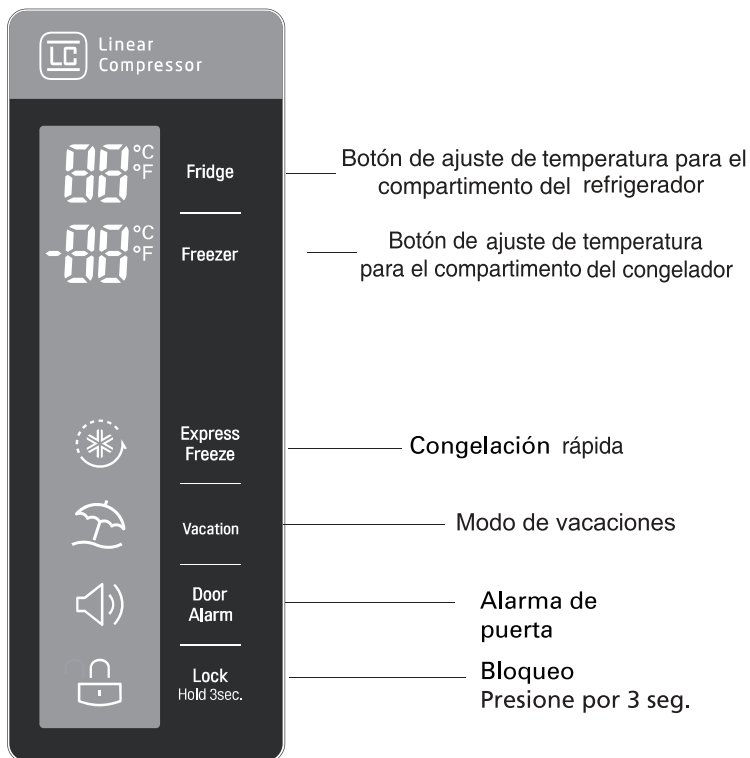 LC Linear
Compressor
88 °C
°F
Fridge
Botón de ajuste de temperatura para el
compartimento del refrigerador
-88 °C
°F
Freezer
Botón de ajuste de temperatura
para el compartimento del congelador
Express
Freeze
Congelación rápida
Vacation
Modo de vacaciones
Door
Alarm
Alarma de
puerta
Lock
Hold 3sec.
Bloqueo
Presione por 3 seg.